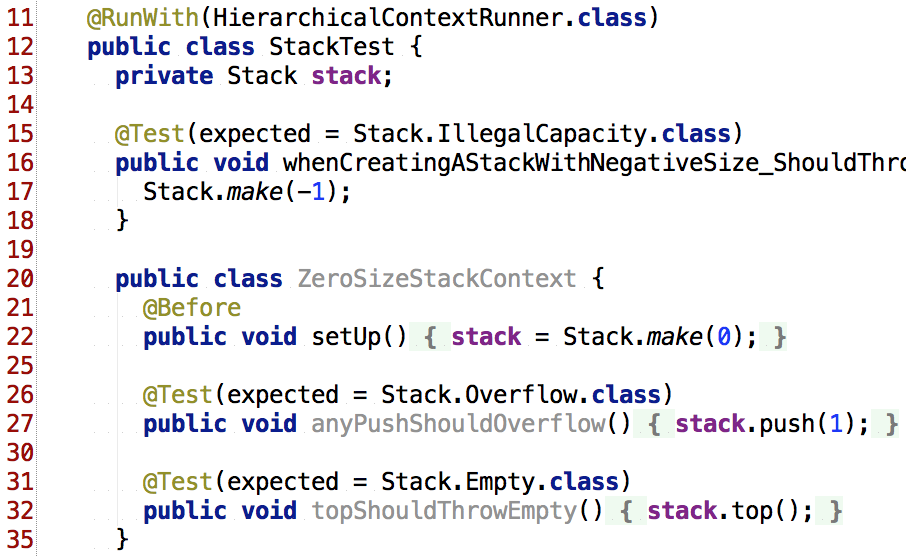 11 @RunWith(HierarchicalContextRunner.class)
12 public class StackTest {
13 private Stack stack;
14
15 @Test(expected = Stack.IllegalCapacity.class)
16 public void whenCreatingAStackWithNegativeSize_ShouldThro
17 Stack.make(-1);
18 }
19
20 public class ZeroSizeStackContext {
21 @Before
22 public void setUp() { stack = Stack.make(0); }
25
26 @Test(expected = Stack.Overflow.class)
27 public void anyPushShouldOverflow() { stack.push(1); }
30
31 @Test(expected = Stack.Empty.class)
32 public void topShouldThrowEmpty() { stack.top(); }
35 }